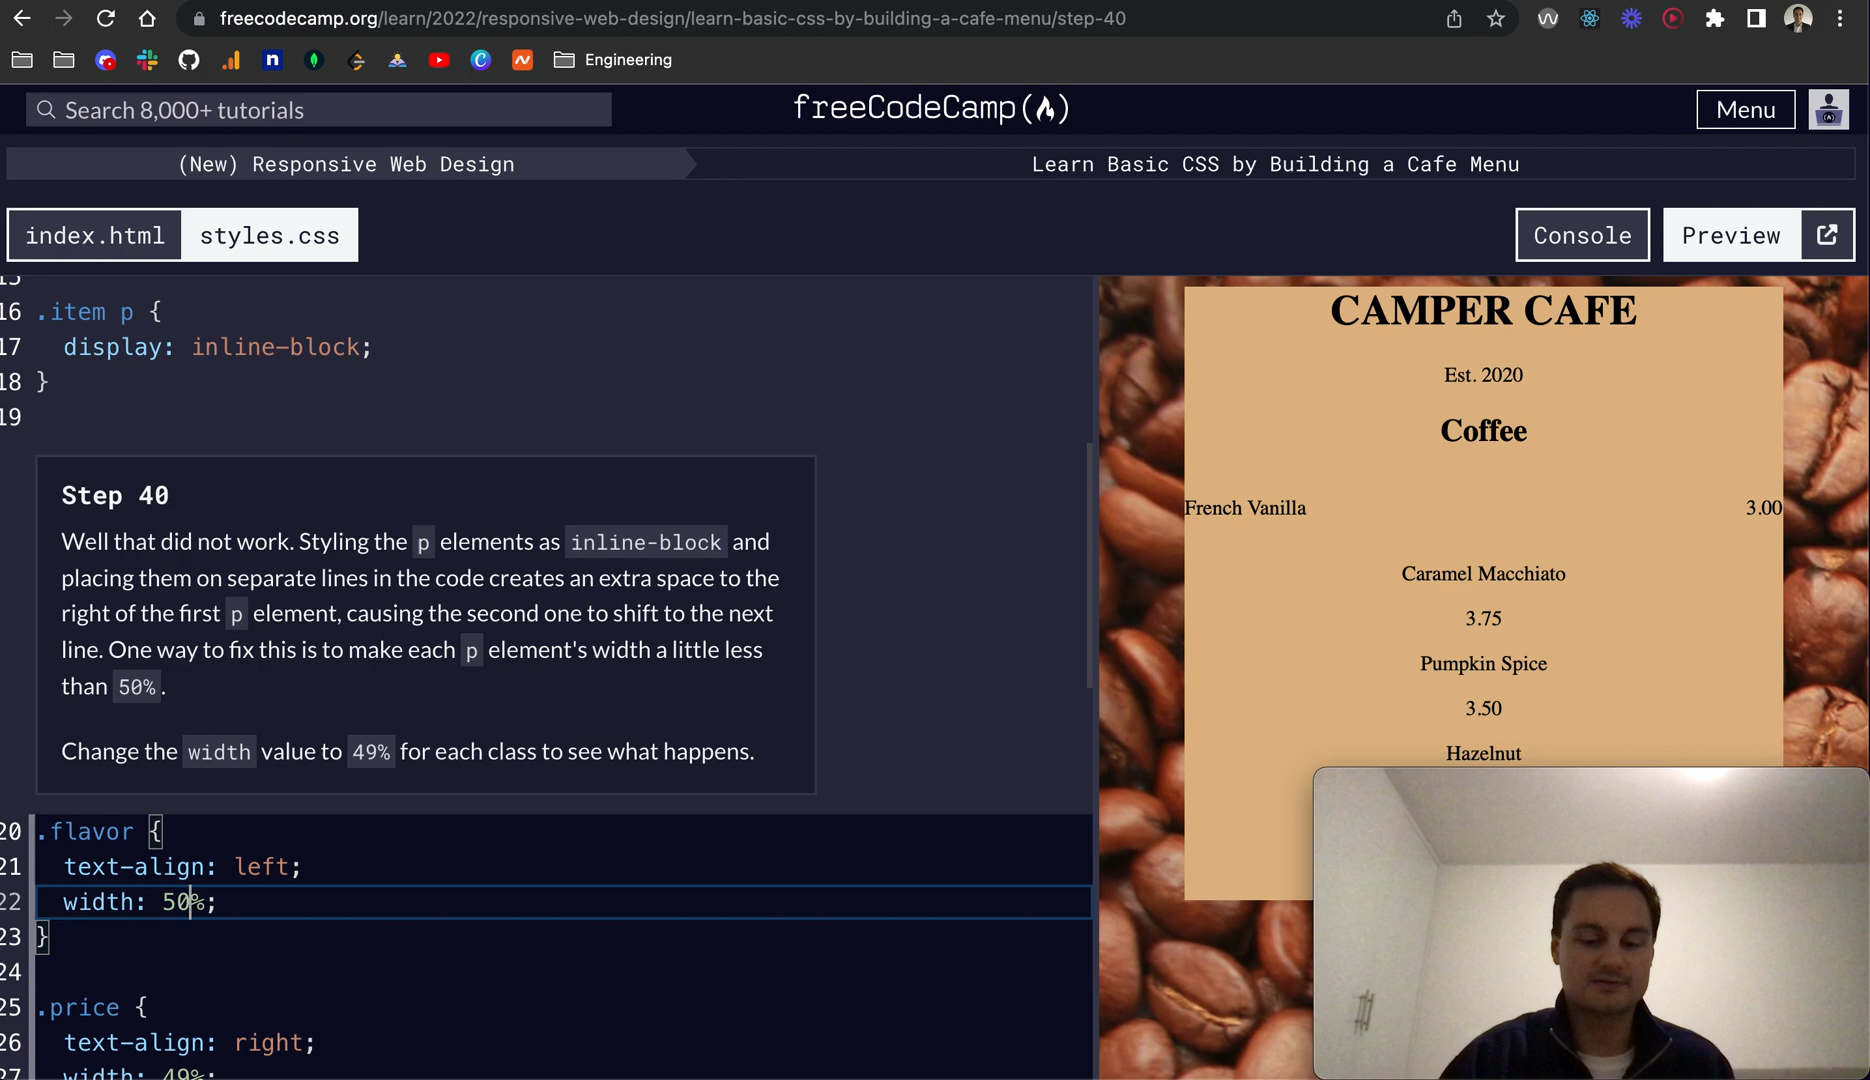 freecodecamp.org/learn/2022/responsive-web-design/learn-basic-css-by-building-a-cafe-menu/step-40
Engineering
Search 8,000+ tutorials
freeCodeCamp
Menu
(New) Responsive Web Design
Learn Basic CSS by Building a Cafe Menu
index.html
styles.css
Console
Preview
15
16 .item p {
17 display: inline-block;
18 }
19
Step 40
Well that did not work. Styling the p elements as inline-block and
placing them on separate lines in the code creates an extra space to the
right of the first p element, causing the second one to shift to the next
line. One way to fix this is to make each p element's width a little less
than 50%.
Change the width value to 49% for each class to see what happens.
20 .flavor {
21 text-align: left;
22 width: 50%;
23 }
24
25 .price {
26 text-align: right;
27 width: 49%;
CAMPER CAFE
Est. 2020
Coffee
French Vanilla 3.00
Caramel Macchiato
3.75
Pumpkin Spice
3.50
Hazelnut